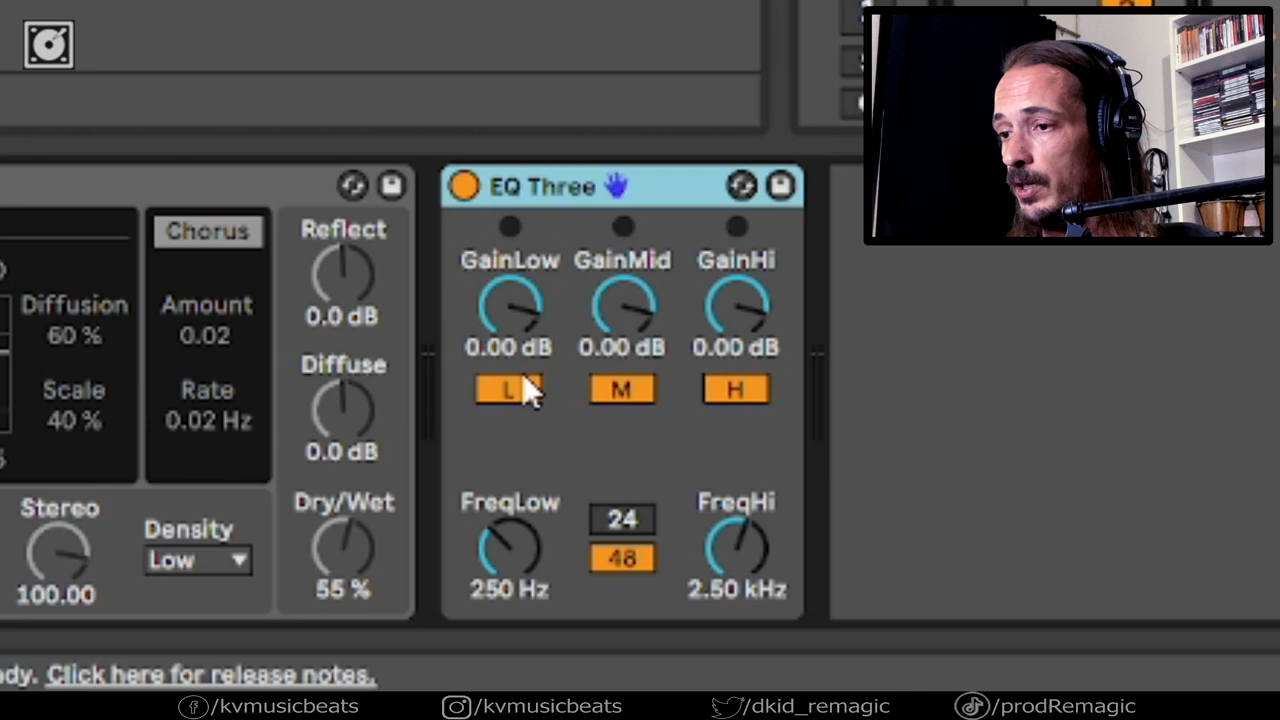 EQ Three
Chorus
Reflect
GainLow GainMid GainHi
Diffusion
Amount
0.0 dB
60 %
0.02
0.00 dB 0.00 dB 0.00 dB
Diffuse
Scale
Rate
L M H
40 %
0.02 Hz
0.0 dB
Stereo
Dry/Wet
FreqLow
FreqHi
Density
24
Low
48
100.00
55 %
250 Hz
2.50 kHz
dy. Click here for release notes.
/kvmusicbeats /kvmusicbeats /dkid_remagic /prodRemagic